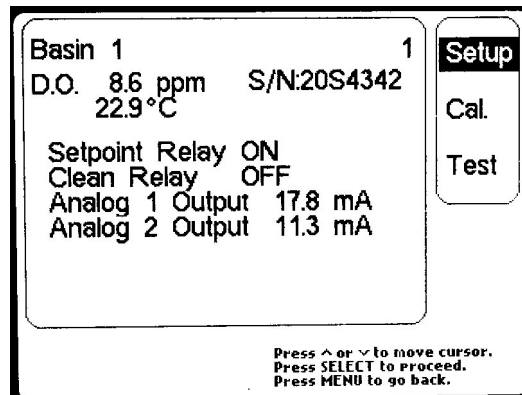 Basin 1 1
D.O. 8.6 ppm S/N:20S4342
22.9°C
Setpoint Relay ON
Clean Relay OFF
Analog 1 Output 17.8 mA
Analog 2 Output 11.3 mA
Setup
Cal.
Test
Press ^ or ˅ to move cursor.
Press SELECT to proceed.
Press MENU to go back.